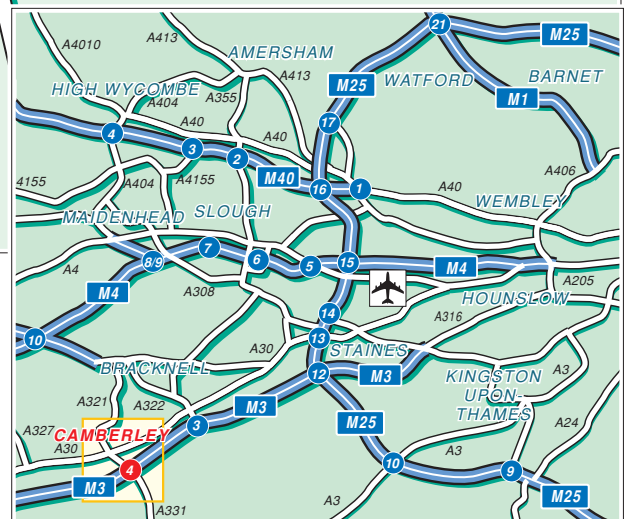 21
M25
A4010
A413
AMERSHAM
A413
M25
WATFORD
BARNET
HIGH WYCOMBE
M1
A404
A355
17
A40
4
3
2
A40
A406
4155
A404
A4155
M40
16
1
A40
WEMBLEY
MAIDENHEAD
SLOUGH
7
6
5
15
M4
8/9
A4
A205
M4
A308
HOUNSLOW
14
A316
10
13
A30
STAINES
BRACKNELL
12
M3
KINGSTON
UPON-
THAMES
A3
A321
A322
M3
3
M25
A24
A327
CAMBERLEY
A30
A3
4
10
9
M3
A331
A3
M25